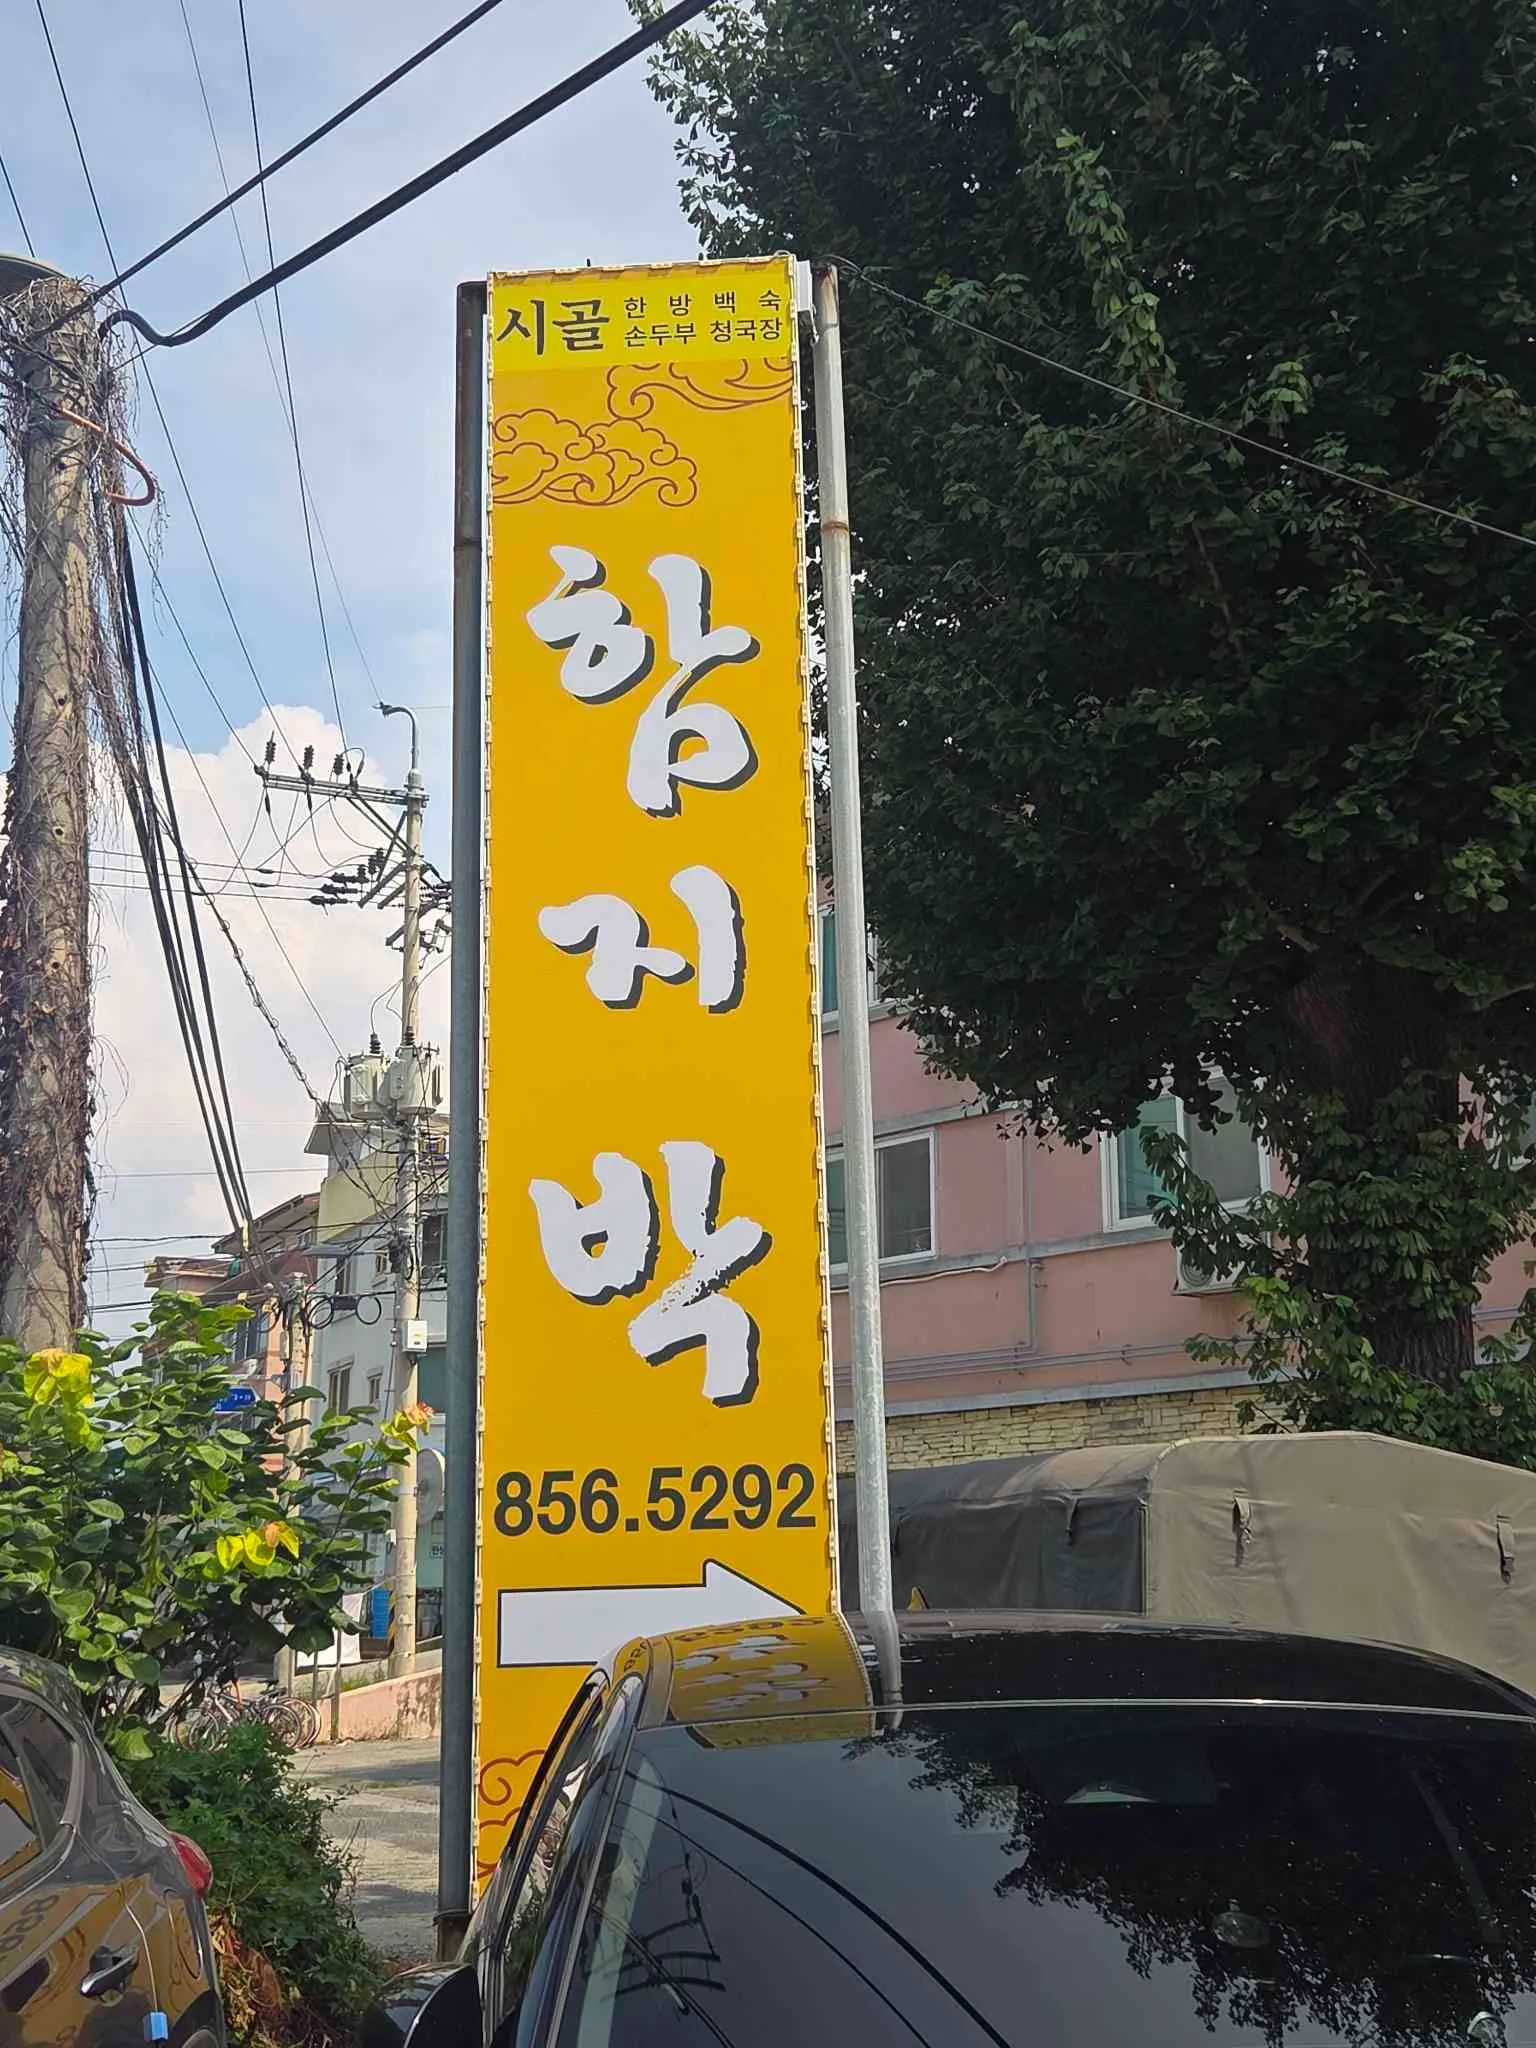 시골
한방백숙
손두부 청국장
함
지
박
856.5292